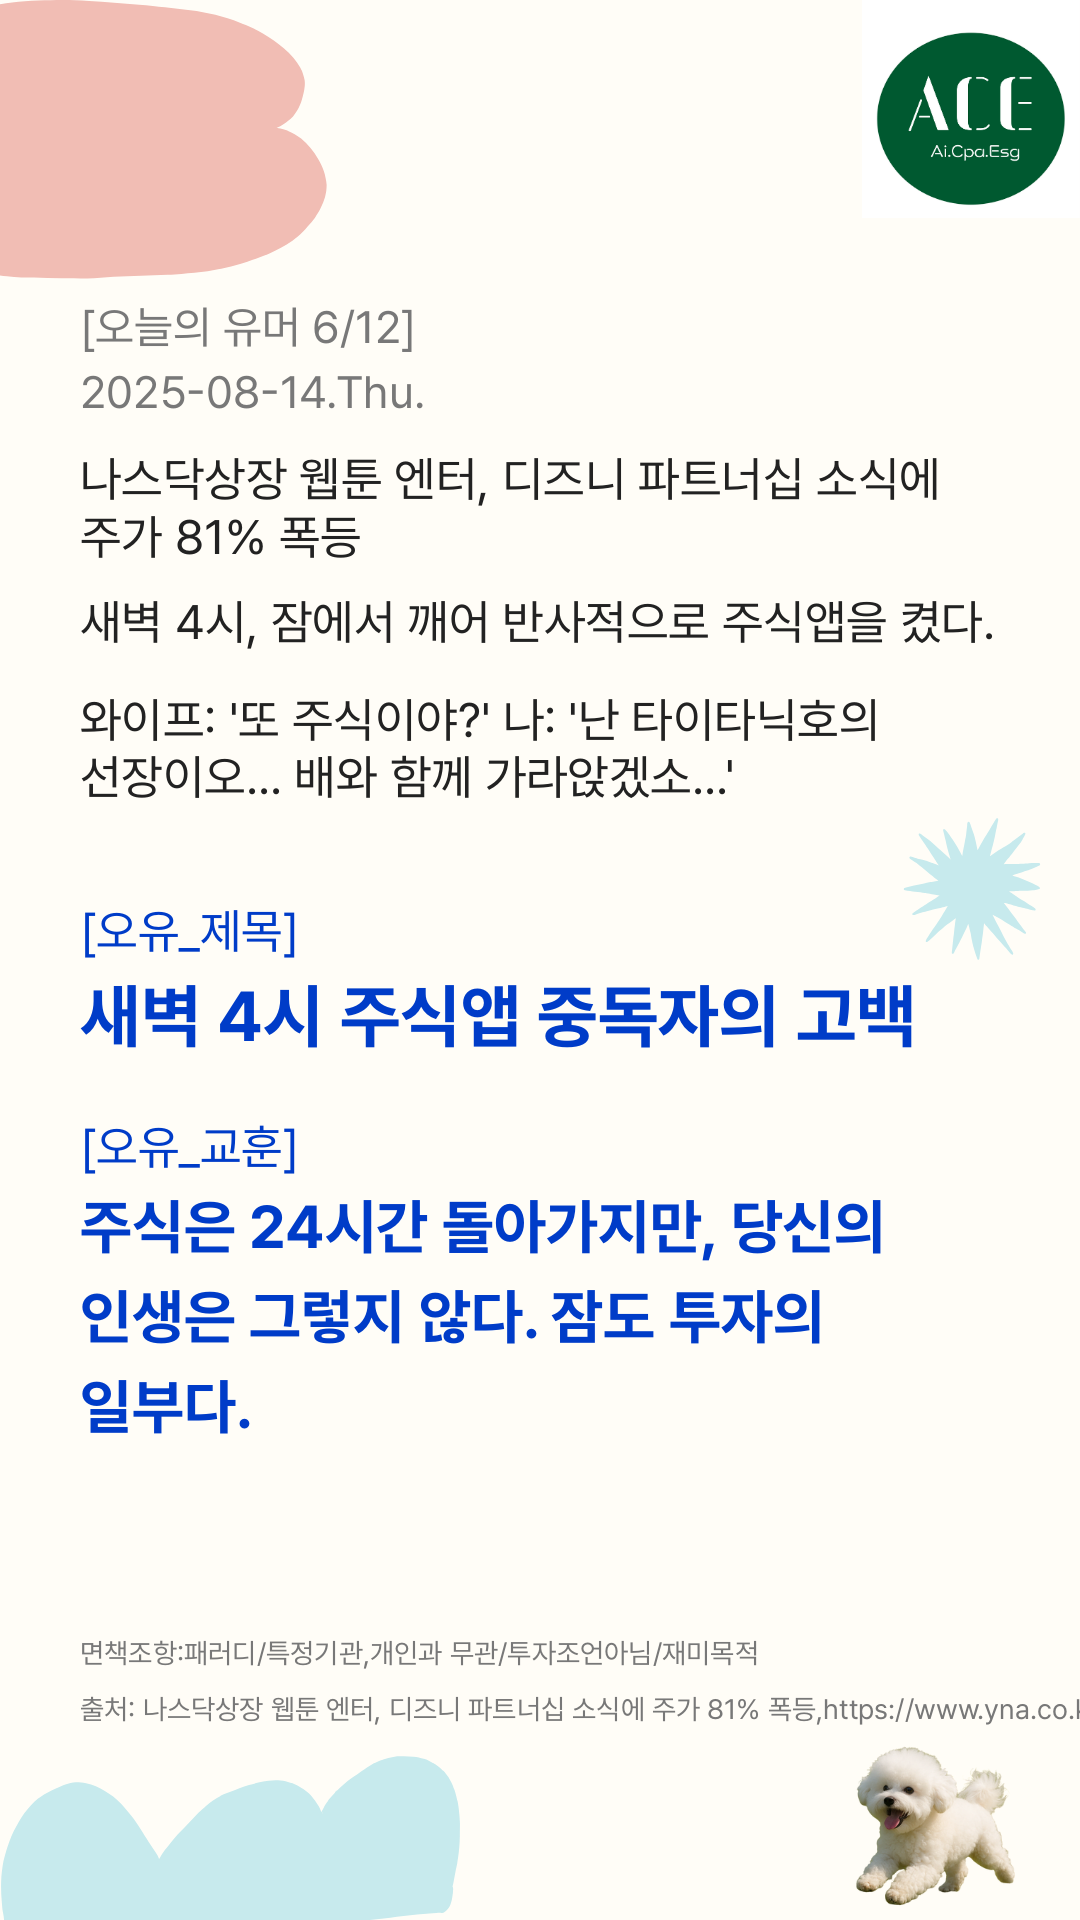 ACE
Ai.Cpa.Esg
[오늘의 유머 6/12]
2025-08-14.Thu.
나스닥상장 웹툰 엔터, 디즈니 파트너십 소식에
주가 81% 폭등
새벽 4시, 잠에서 깨어 반사적으로 주식앱을 켰다.
와이프: '또 주식이야?' 나: '난 타이타닉호의
선장이오... 배와 함께 가라앉겠소...'
[오유_제목]
새벽 4시 주식앱 중독자의 고백
[오유_교훈]
주식은 24시간 돌아가지만, 당신의
인생은 그렇지 않다. 잠도 투자의
일부다.
면책조항:패러디/특정기관,개인과 무관/투자조언아님/재미목적
출처: 나스닥상장 웹툰 엔터, 디즈니 파트너십 소식에 주가 81% 폭등,https://www.yna.co.k